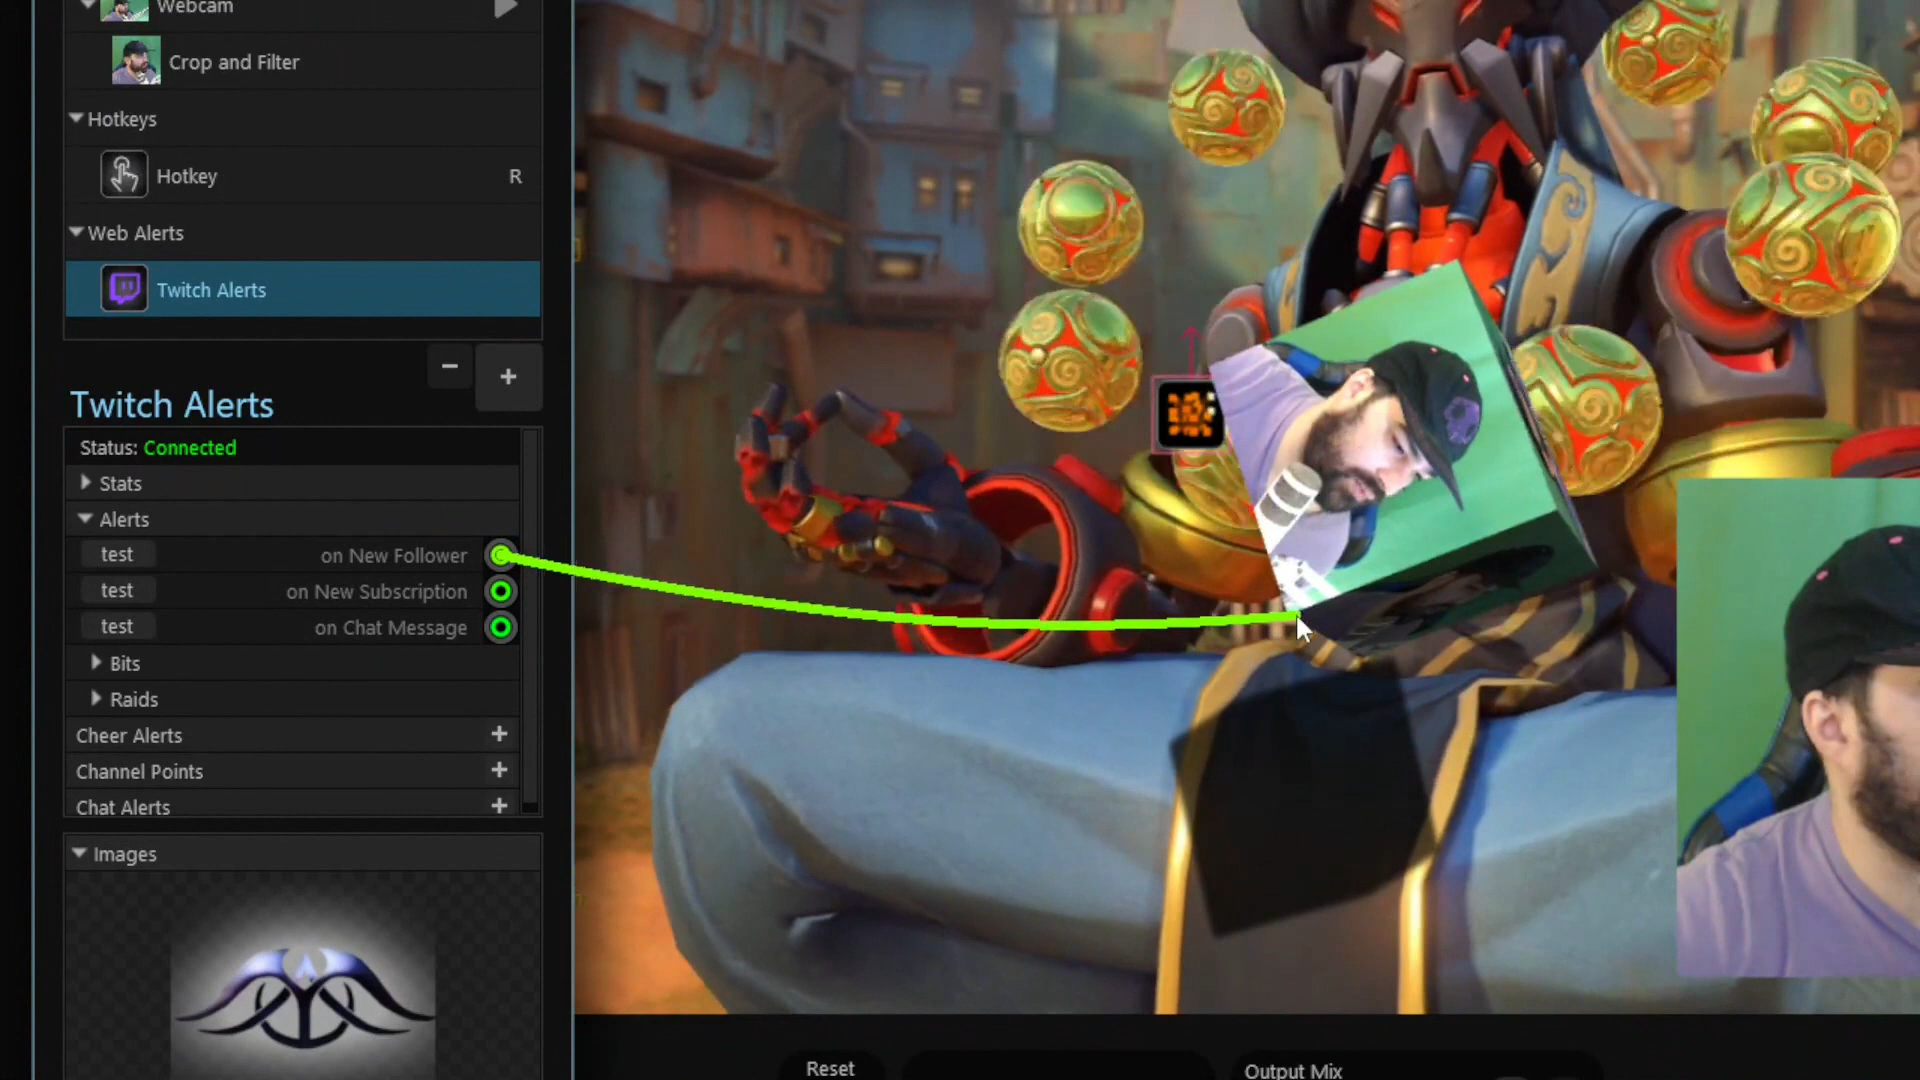 Webcam
Crop and Filter
Hotkeys
Hotkey R
Web Alerts
Twitch Alerts
- +
Twitch Alerts
Status: Connected
Stats
Alerts
test on New Follower
test on New Subscription
test on Chat Message
Bits
Raids
Cheer Alerts +
Channel Points +
Chat Alerts +
Images
Reset
Output Mix